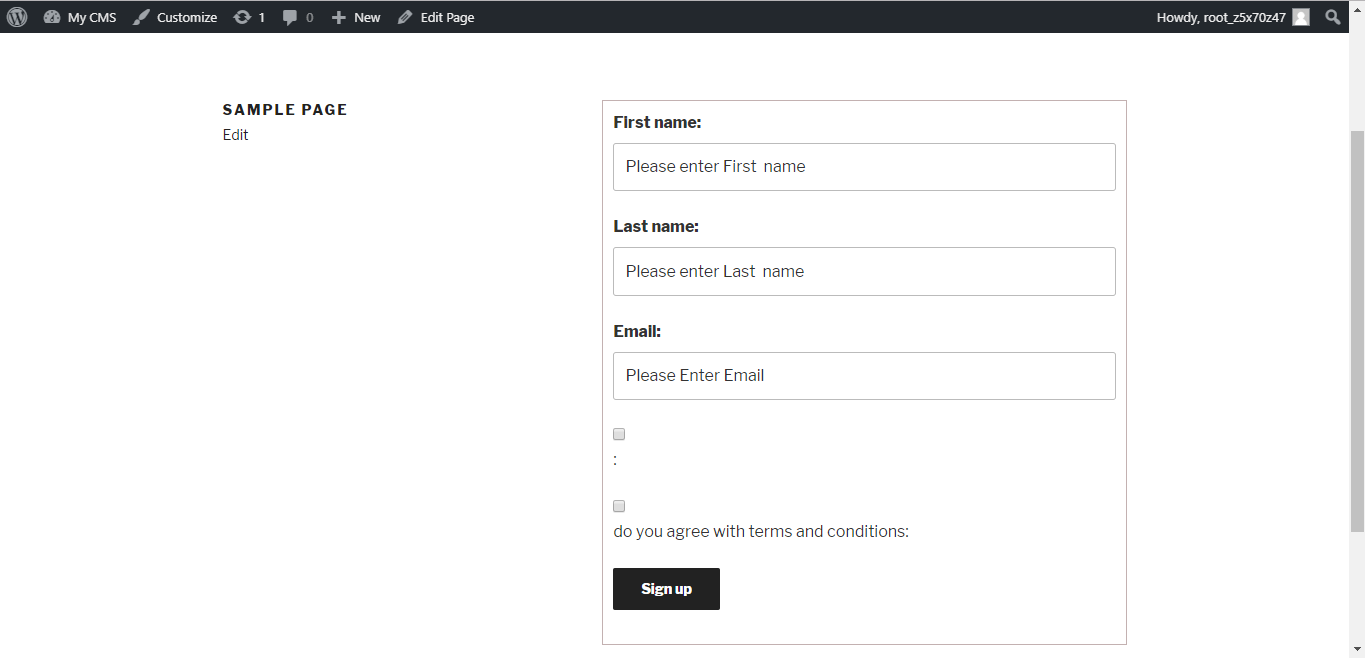 My CMS Customize 1 0 New Edit Page Howdy, root_z5x70z47
SAMPLE PAGE
Edit
First name:
Please enter First  name
Last name:
Please enter Last  name
Email:
Please Enter Email
:
do you agree with terms and conditions:
Sign up